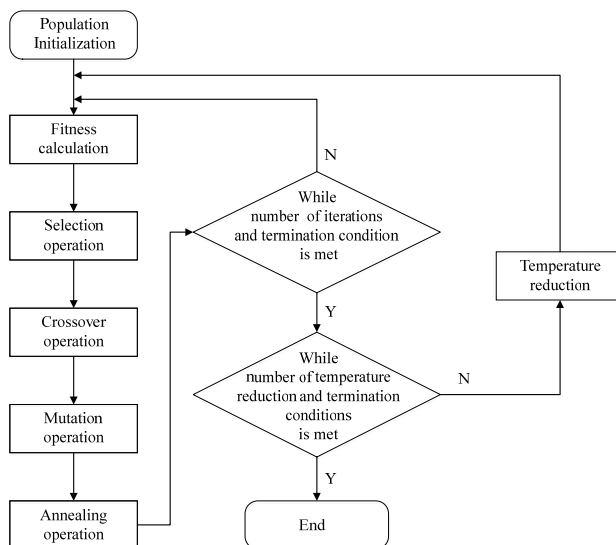 Population
Initialization
Fitness
calculation
Selection
operation
Crossover
operation
Mutation
operation
Annealing
operation
N
While
number of iterations
and termination condition
is met
Y
While
number of temperature
reduction and termination
conditions
is met
N
Temperature
reduction
Y
End